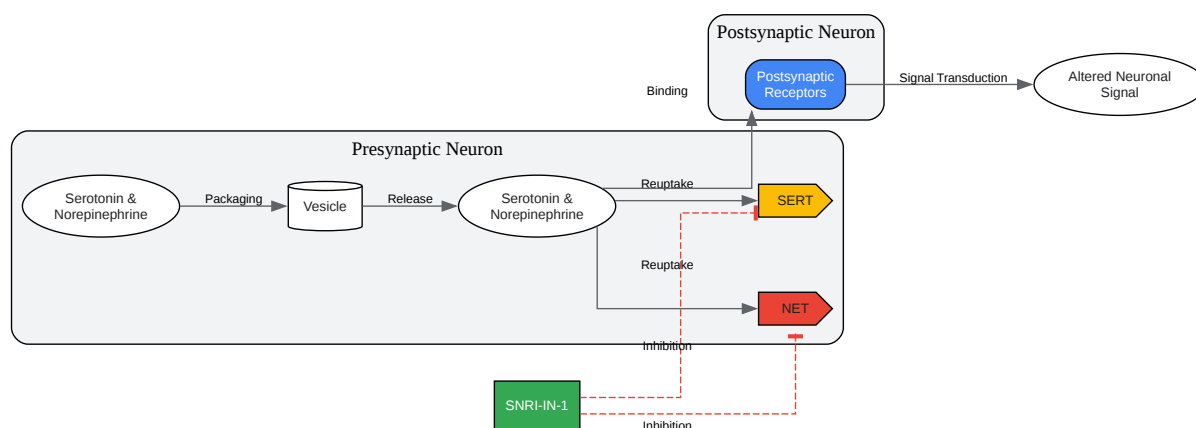 Postsynaptic Neuron
Postsynaptic
Receptors
Signal Transduction
Altered Neuronal
Signal
Binding
Presynaptic Neuron
Serotonin &
Norepinephrine
Packaging
Vesicle
Release
Serotonin &
Norepinephrine
Reuptake
SERT
Reuptake
NET
Inhibition
SNRI-IN-1
Inhibition